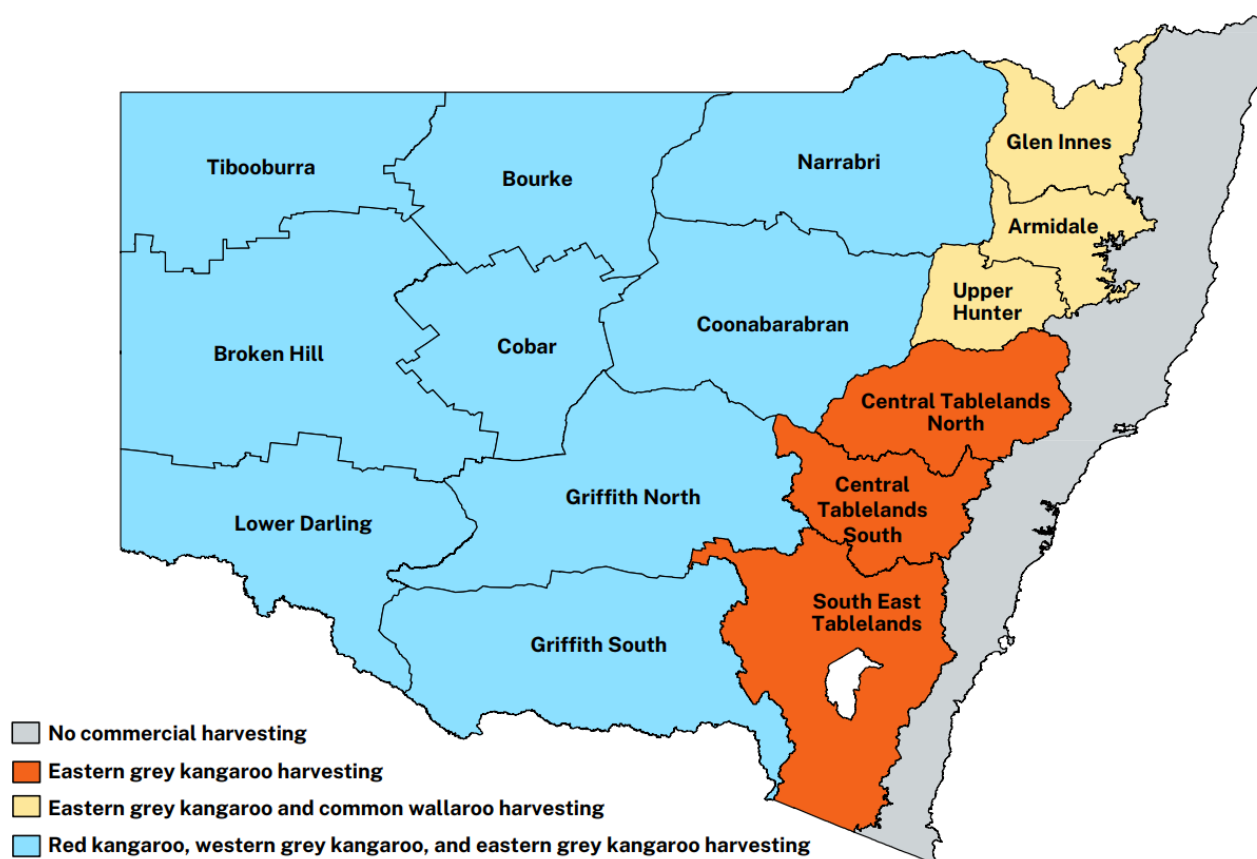 Glen Innes
Tibooburra
Bourke
Narrabri
Armidale
Upper
Hunter
Broken Hill
Cobar
Coonabarabran
Central Tablelands
North
Griffith North
Central
Tablelands
South
Lower Darling
South East
Tablelands
Griffith South
No commercial harvesting
Eastern grey kangaroo harvesting
Eastern grey kangaroo and common wallaroo harvesting
Red kangaroo, western grey kangaroo, and eastern grey kangaroo harvesting